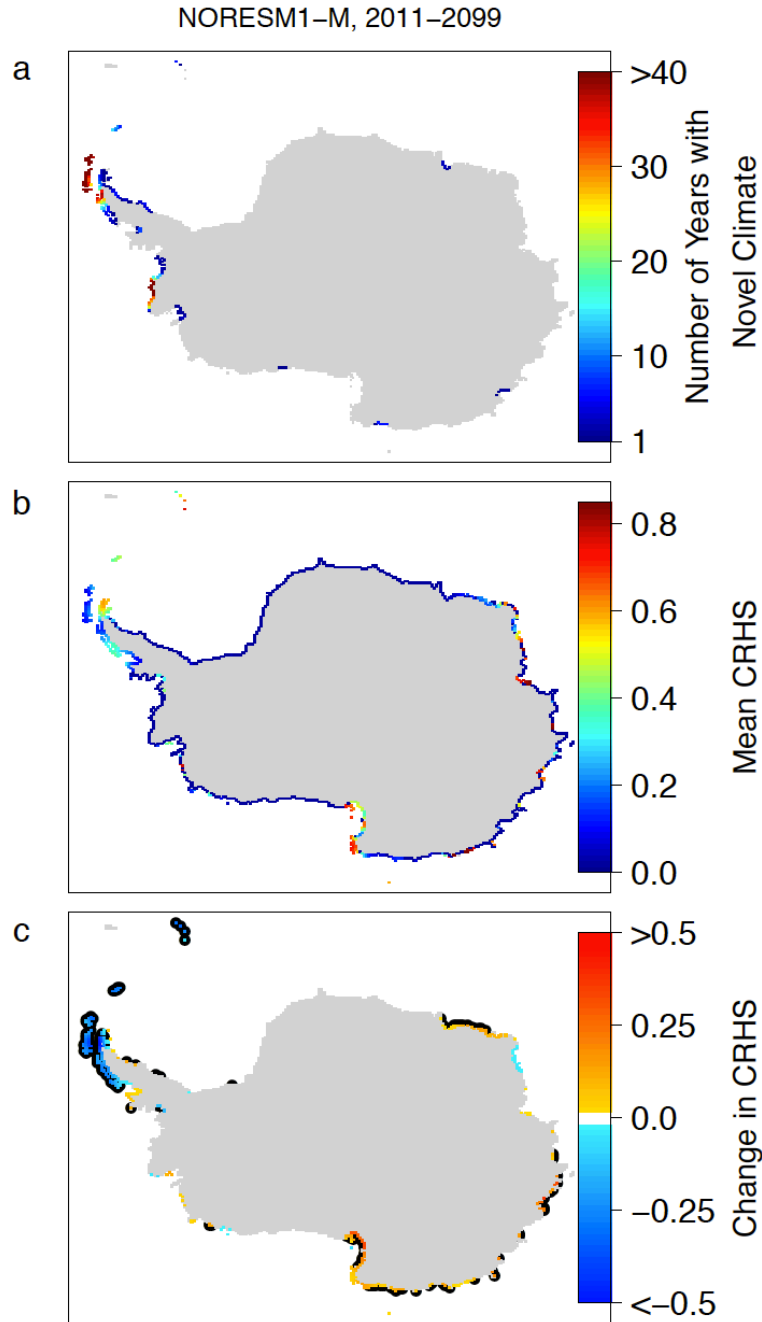 NORESM1−M, 2011−2099
a
>40
30
20
10
1
Number of Years with
Novel Climate
b
0.8
0.6
0.4
0.2
0.0
Mean CRHS
c
>0.5
0.25
0.0
−0.25
<−0.5
Change in CRHS